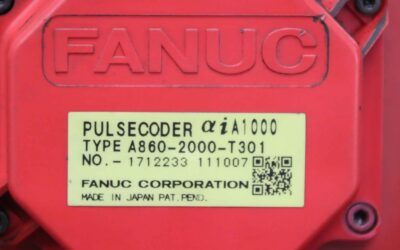 FANUC
PULSECODER αiA1000
TYPE A860-2000-T301
NO.- 1712233 111007
FANUC CORPORATION
MADE IN JAPAN PAT.PEND.